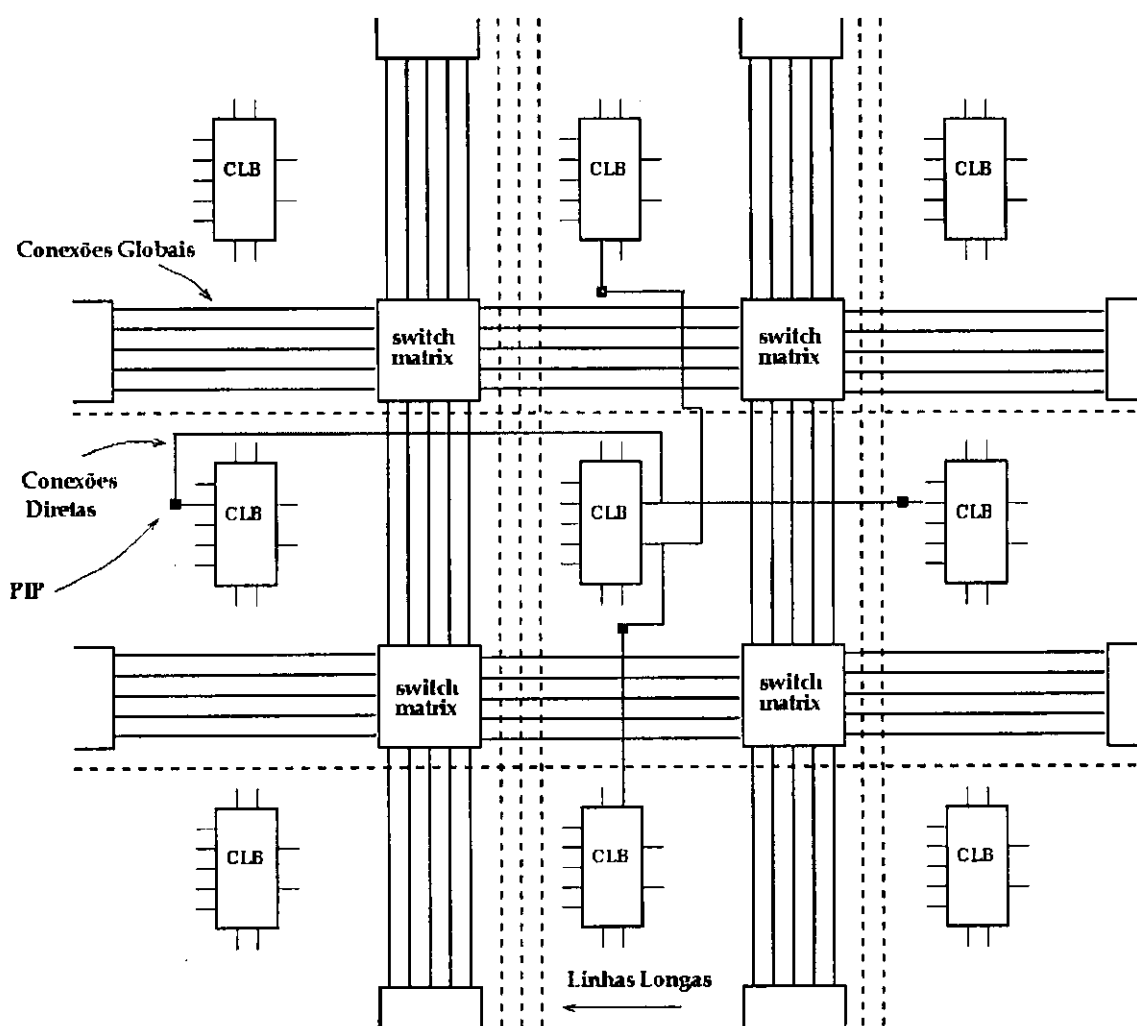 CLB
CLB
CLB
Conexões Globais
switch
matrix
switch
matrix
Conexões
Diretas
CLB
CLB
CLB
PIP
switch
matrix
switch
matrix
CLB
CLB
CLB
Linhas Longas